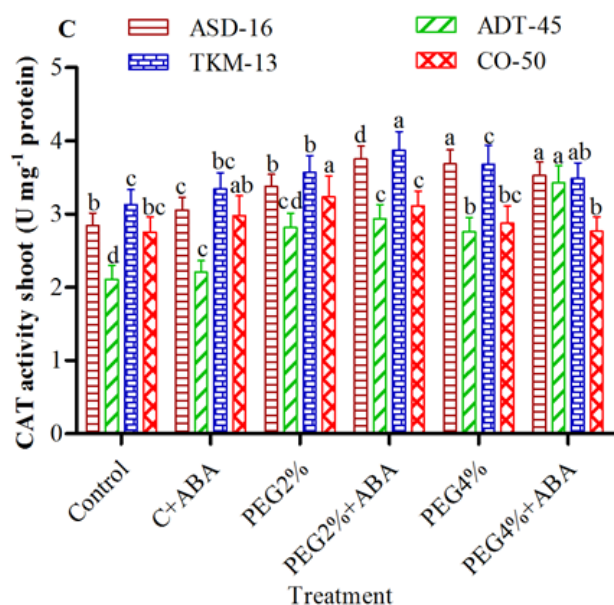 C
ASD-16
ADT-45
TKM-13
CO-50
CAT activity shoot (U mg⁻¹ protein)
5
4
3
2
1
0
b d c bc
c c bc ab
b cd b a
d c a c
a b c bc
a a ab b
Control
C+ABA
PEG2%
PEG2%+ABA
PEG4%
PEG4%+ABA
Treatment